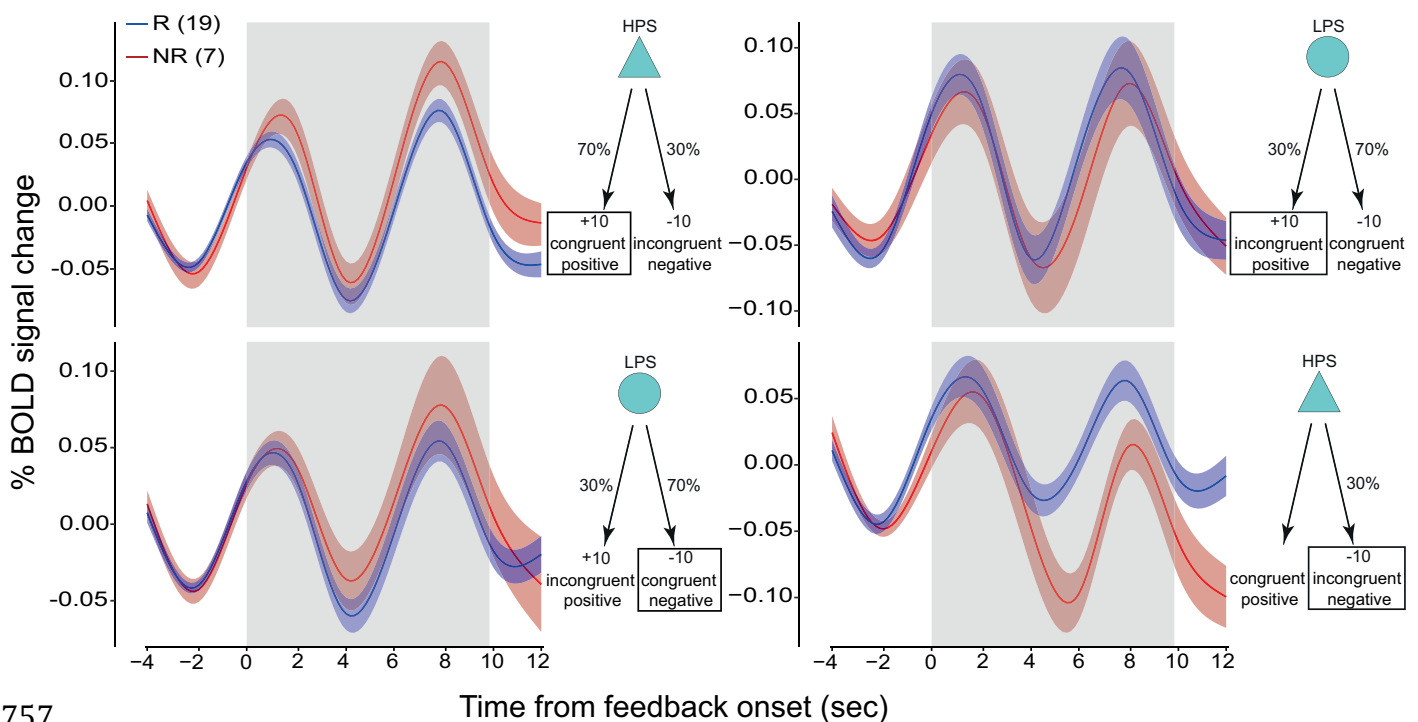 R (19)
NR (7)
% BOLD signal change
0.10
0.05
0.00
-0.05
HPS
70%
30%
+10
congruent
positive
-10
incongruent
negative
0.10
0.05
0.00
−0.05
−0.10
LPS
30%
70%
+10
incongruent
positive
-10
congruent
negative
0.10
0.05
0.00
-0.05
−4
−2
0
2
4
6
8
10
12
LPS
30%
70%
+10
incongruent
positive
-10
congruent
negative
0.05
0.00
−0.05
−0.10
−4
−2
0
2
4
6
8
10
12
HPS
30%
congruent
positive
-10
incongruent
negative
Time from feedback onset (sec)
757